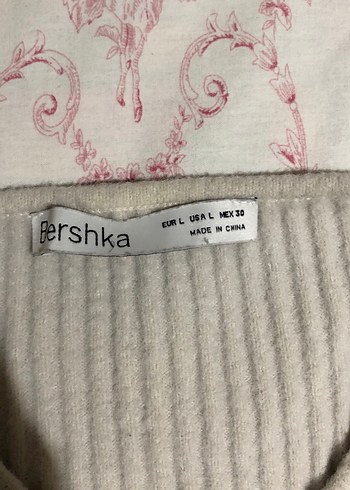 Bershka
EUR L USA L MEX 30
MADE IN CHINA